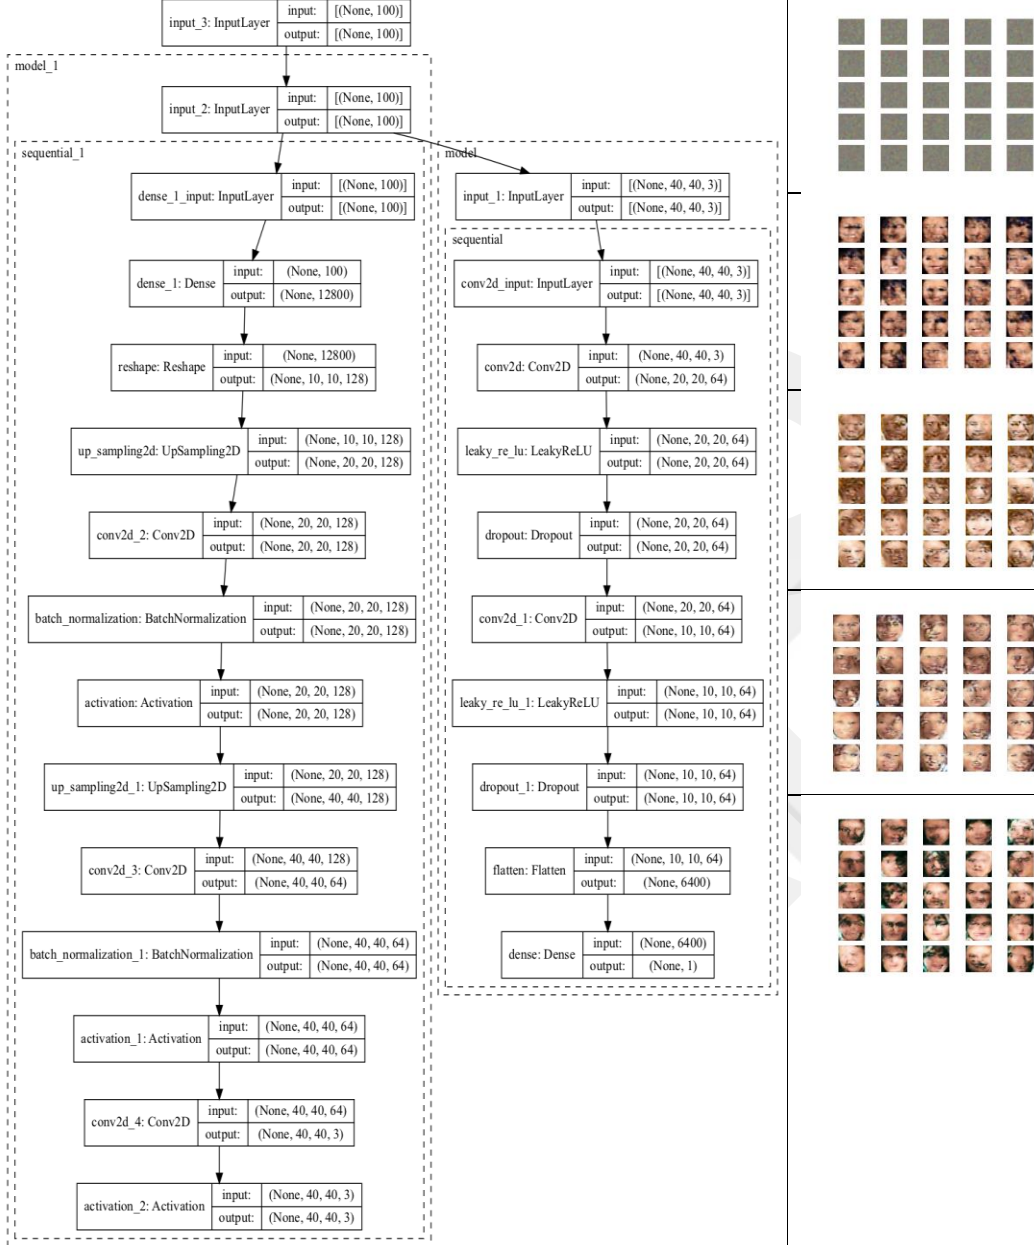 input_3: InputLayer
input: [(None, 100)]
output: [(None, 100)]
model_1
input_2: InputLayer
input: [(None, 100)]
output: [(None, 100)]
sequential_1
dense_1_input: InputLayer
input: [(None, 100)]
output: [(None, 100)]
dense_1: Dense
input: (None, 100)
output: (None, 12800)
reshape: Reshape
input: (None, 12800)
output: (None, 10, 10, 128)
up_sampling2d: UpSampling2D
input: (None, 10, 10, 128)
output: (None, 20, 20, 128)
conv2d_2: Conv2D
input: (None, 20, 20, 128)
output: (None, 20, 20, 128)
batch_normalization: BatchNormalization
input: (None, 20, 20, 128)
output: (None, 20, 20, 128)
activation: Activation
input: (None, 20, 20, 128)
output: (None, 20, 20, 128)
up_sampling2d_1: UpSampling2D
input: (None, 20, 20, 128)
output: (None, 40, 40, 128)
conv2d_3: Conv2D
input: (None, 40, 40, 128)
output: (None, 40, 40, 64)
batch_normalization_1: BatchNormalization
input: (None, 40, 40, 64)
output: (None, 40, 40, 64)
activation_1: Activation
input: (None, 40, 40, 64)
output: (None, 40, 40, 64)
conv2d_4: Conv2D
input: (None, 40, 40, 64)
output: (None, 40, 40, 3)
activation_2: Activation
input: (None, 40, 40, 3)
output: (None, 40, 40, 3)
model
input_1: InputLayer
input: [(None, 40, 40, 3)]
output: [(None, 40, 40, 3)]
sequential
conv2d_input: InputLayer
input: [(None, 40, 40, 3)]
output: [(None, 40, 40, 3)]
conv2d: Conv2D
input: (None, 40, 40, 3)
output: (None, 20, 20, 64)
leaky_re_lu: LeakyReLU
input: (None, 20, 20, 64)
output: (None, 20, 20, 64)
dropout: Dropout
input: (None, 20, 20, 64)
output: (None, 20, 20, 64)
conv2d_1: Conv2D
input: (None, 20, 20, 64)
output: (None, 10, 10, 64)
leaky_re_lu_1: LeakyReLU
input: (None, 10, 10, 64)
output: (None, 10, 10, 64)
dropout_1: Dropout
input: (None, 10, 10, 64)
output: (None, 10, 10, 64)
flatten: Flatten
input: (None, 10, 10, 64)
output: (None, 6400)
dense: Dense
input: (None, 6400)
output: (None, 1)